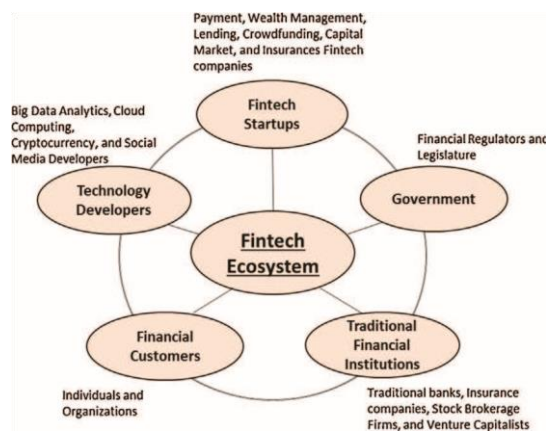 Payment, Wealth Management,
Lending, Crowdfunding, Capital
Market, and Insurances Fintech
companies
Fintech
Startups
Big Data Analytics, Cloud
Computing,
Cryptocurrency, and Social
Media Developers
Technology
Developers
Financial Regulators and
Legislature
Government
Fintech
Ecosystem
Financial
Customers
Individuals and
Organizations
Traditional
Financial
Institutions
Traditional banks, Insurance
companies, Stock Brokerage
Firms, and Venture Capitalists